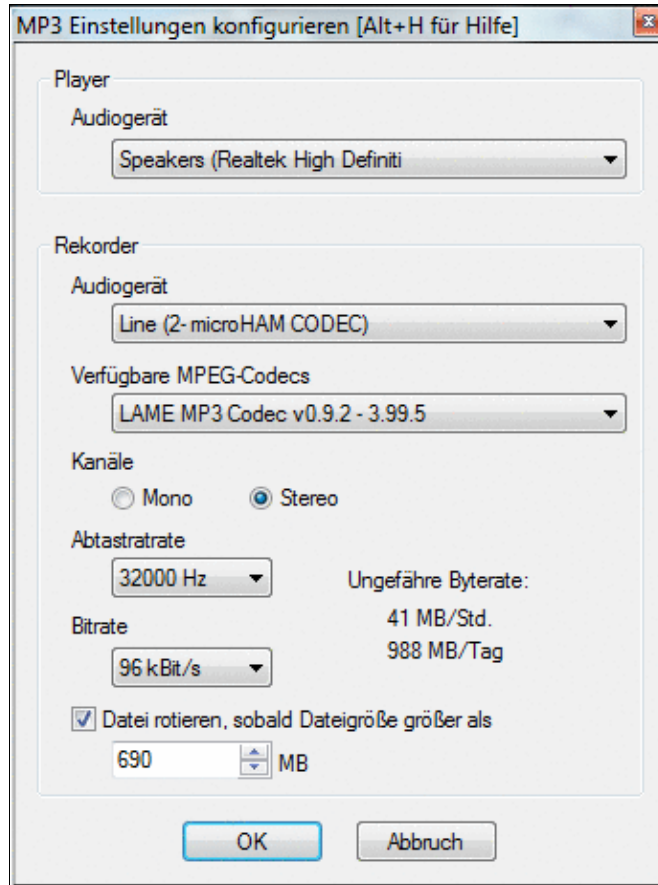 MP3 Einstellungen konfigurieren [Alt+H für Hilfe]
Player
Audiogerät
Speakers (Realtek High Definiti
Rekorder
Audiogerät
Line (2- microHAM CODEC)
Verfügbare MPEG-Codecs
LAME MP3 Codec v0.9.2 - 3.99.5
Kanäle
Mono
Stereo
Abtastratrate
32000 Hz
Ungefähre Byterate:
41 MB/Std.
988 MB/Tag
Bitrate
96 kBit/s
Datei rotieren, sobald Dateigröße größer als
690 MB
OK
Abbruch